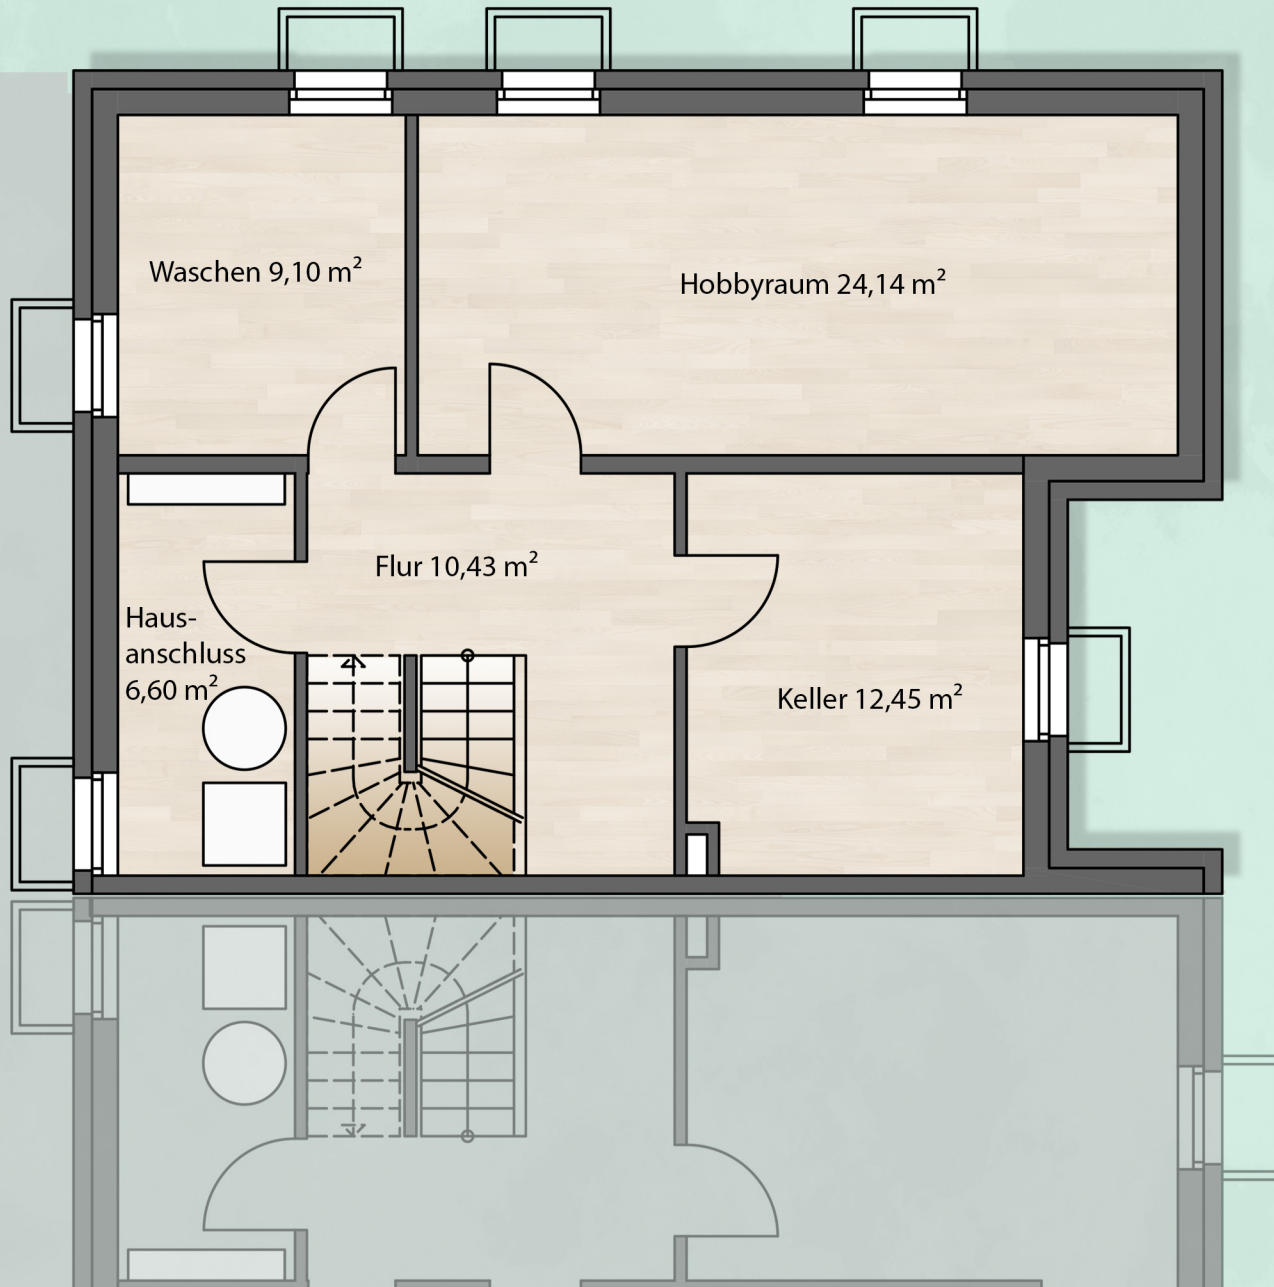 Waschen 9,10 m²
Hobbyraum 24,14 m²
Flur 10,43 m²
Haus-
anschluss
6,60 m²
Keller 12,45 m²